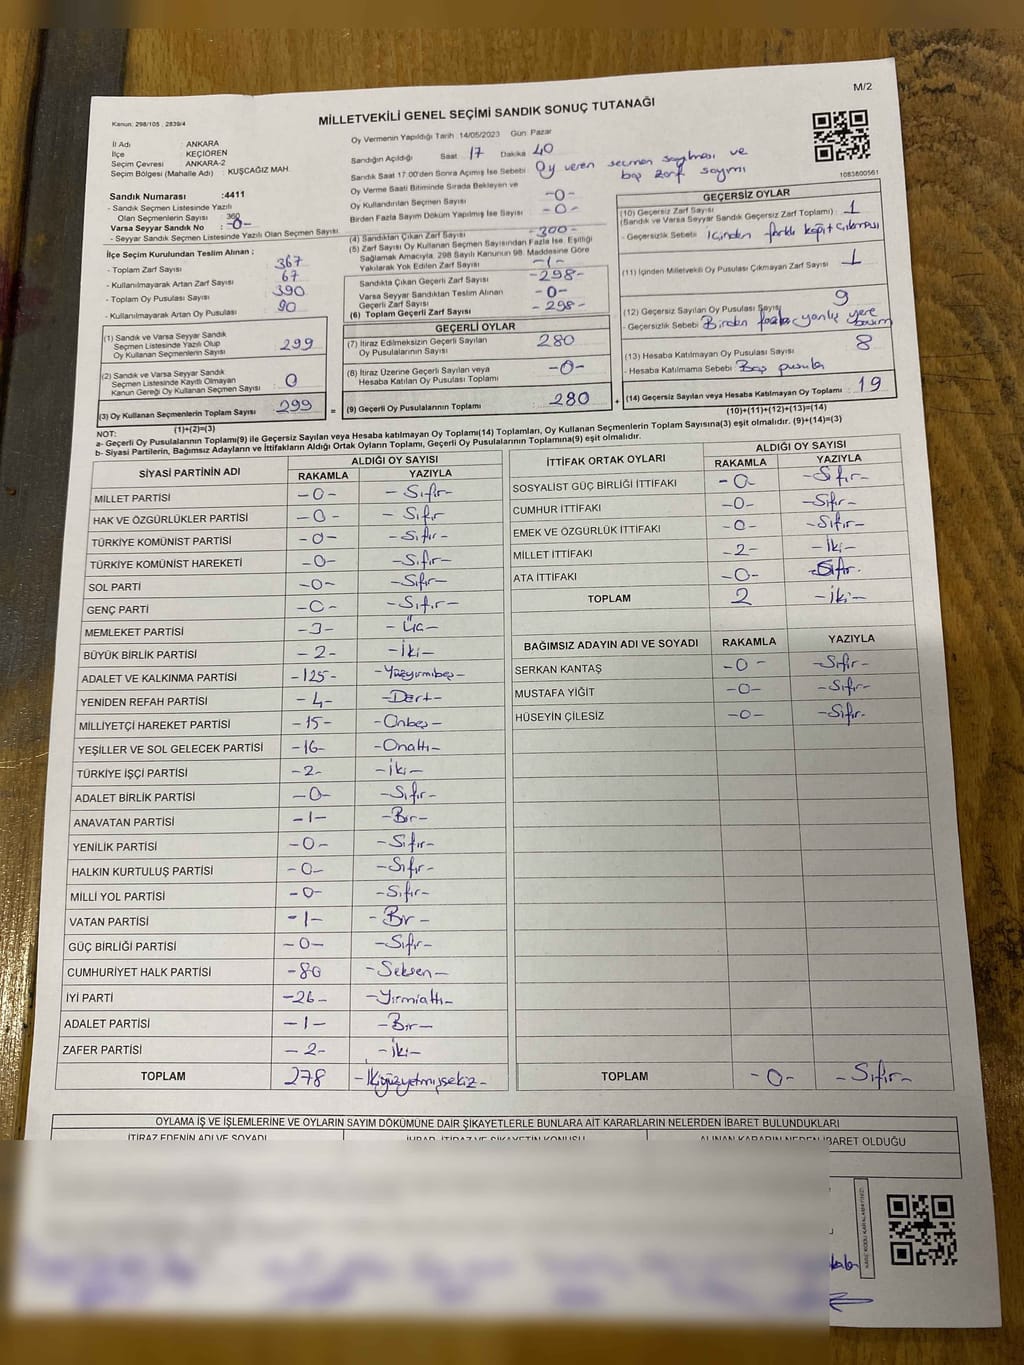 M/2
Kanun: 298/105 , 2839/4
MİLLETVEKİLİ GENEL SEÇİMİ SANDIK SONUÇ TUTANAĞI
İl Adı ANKARA
İlçe KEÇİÖREN
Seçim Çevresi ANKARA-2
Seçim Bölgesi (Mahalle Adı) : KUŞCAĞIZ MAH.
Sandık Numarası :4411
- Sandık Seçmen Listesinde Yazılı
Olan Seçmenlerin Sayısı 360
Varsa Seyyar Sandık No : -0-
- Seyyar Sandık Seçmen Listesinde Yazılı Olan Seçmen Sayısı
İlçe Seçim Kurulundan Teslim Alınan ;
- Toplam Zarf Sayısı 367
- Kullanılmayarak Artan Zarf Sayısı 67
- Toplam Oy Pusulası Sayısı 390
- Kullanılmayarak Artan Oy Pusulası 90
(1) Sandık ve Varsa Seyyar Sandık
Seçmen Listesinde Yazılı Olup
Oy Kullanan Seçmenlerin Sayısı 299
(2) Sandık ve Varsa Seyyar Sandık
Seçmen Listesinde Kayıtlı Olmayan
Kanun Gereği Oy Kullanan Seçmen Sayısı 0
(3) Oy Kullanan Seçmenlerin Toplam Sayısı 299 =
(1)+(2)=(3)
Oy Vermenin Yapıldığı Tarih :14/05/2023 Gün: Pazar
Sandığın Açıldığı Saat 17 Dakika 40
Sandık Saat 17:00'den Sonra Açılmış İse Sebebi: Oy veren seçmen sayılması ve
boş zarf sayımı
Oy Verme Saati Bitiminde Sırada Bekleyen ve
Oy Kullandırılan Seçmen Sayısı -0-
Birden Fazla Sayım Döküm Yapılmış İse Sayısı -0-
(4) Sandıktan Çıkan Zarf Sayısı -300-
(5) Zarf Sayısı Oy Kullanan Seçmen Sayısından Fazla İse, Eşitliği
Sağlamak Amacıyla, 298 Sayılı Kanunun 98. Maddesine Göre
Yakılarak Yok Edilen Zarf Sayısı -1-
Sandıkta Çıkan Geçerli Zarf Sayısı -298-
Varsa Seyyar Sandıktan Teslim Alınan
Geçerli Zarf Sayısı -0-
(6) Toplam Geçerli Zarf Sayısı -298-
GEÇERLİ OYLAR
(7) İtiraz Edilmeksizin Geçerli Sayılan
Oy Pusulalarının Sayısı 280
(8) İtiraz Üzerine Geçerli Sayılan veya
Hesaba Katılan Oy Pusulası Toplamı -0-
(9) Geçerli Oy Pusulalarının Toplamı 280 +
1083600561
GEÇERSİZ OYLAR
(10) Geçersiz Zarf Sayısı
(Sandık ve Varsa Seyyar Sandık Geçersiz Zarf Toplamı) : 1
- Geçersizlik Sebebi İçinden farklı kağıt çıkması
(11) İçinden Milletvekili Oy Pusulası Çıkmayan Zarf Sayısı 1
(12) Geçersiz Sayılan Oy Pusulası Sayısı 9
- Geçersizlik Sebebi Birden fazla yanlış yere basım
(13) Hesaba Katılmayan Oy Pusulası Sayısı 8
- Hesaba Katılmama Sebebi Boş pusula
(14) Geçersiz Sayılan veya Hesaba Katılmayan Oy Toplamı : 19
(10)+(11)+(12)+(13)=(14)
NOT:
a- Geçerli Oy Pusulalarının Toplamı(9) ile Geçersiz Sayılan veya Hesaba katılmayan Oy Toplamı(14) Toplamları, Oy Kullanan Seçmenlerin Toplam Sayısına(3) eşit olmalıdır. (9)+(14)=(3)
b- Siyasi Partilerin, Bağımsız Adayların ve İttifakların Aldığı Ortak Oyların Toplamı, Geçerli Oy Pusulalarının Toplamına(9) eşit olmalıdır.
SİYASİ PARTİNİN ADI ALDIĞI OY SAYISI
RAKAMLA YAZIYLA
MİLLET PARTİSİ -0- -Sıfır-
HAK VE ÖZGÜRLÜKLER PARTİSİ -0- -Sıfır
TÜRKİYE KOMÜNİST PARTİSİ -0- -Sıfır-
TÜRKİYE KOMÜNİST HAREKETİ -0- -Sıfır-
SOL PARTİ -0- -Sıfır-
GENÇ PARTİ -0- -Sıfır-
MEMLEKET PARTİSİ -3- -Üç-
BÜYÜK BİRLİK PARTİSİ -2- -İki-
ADALET VE KALKINMA PARTİSİ -125- -Yüzyirmibeş-
YENİDEN REFAH PARTİSİ -4- -Dört-
MİLLİYETÇİ HAREKET PARTİSİ -15- -Onbeş-
YEŞİLLER VE SOL GELECEK PARTİSİ -16- -Onaltı-
TÜRKİYE İŞÇİ PARTİSİ -2- -İki-
ADALET BİRLİK PARTİSİ -0- -Sıfır-
ANAVATAN PARTİSİ -1- -Bir-
YENİLİK PARTİSİ -0- -Sıfır-
HALKIN KURTULUŞ PARTİSİ -0- -Sıfır-
MİLLİ YOL PARTİSİ -0- -Sıfır-
VATAN PARTİSİ -1- -Bir-
GÜÇ BİRLİĞİ PARTİSİ -0- -Sıfır-
CUMHURİYET HALK PARTİSİ -80 -Seksen-
İYİ PARTİ -26- -Yirmialtı-
ADALET PARTİSİ -1- -Bir-
ZAFER PARTİSİ -2- -İki-
TOPLAM 278 -İkiyüzyetmişsekiz-
İTTİFAK ORTAK OYLARI ALDIĞI OY SAYISI
RAKAMLA YAZIYLA
SOSYALİST GÜÇ BİRLİĞİ İTTİFAKI -0- -Sıfır-
CUMHUR İTTİFAKI -0- -Sıfır-
EMEK VE ÖZGÜRLÜK İTTİFAKI -0- -Sıfır-
MİLLET İTTİFAKI -2- -İki-
ATA İTTİFAKI -0- -Sıfır-
TOPLAM 2 -İki-
BAĞIMSIZ ADAYIN ADI VE SOYADI RAKAMLA YAZIYLA
SERKAN KANTAŞ -0- -Sıfır-
MUSTAFA YİĞİT -0- -Sıfır-
HÜSEYİN ÇİLESİZ -0- -Sıfır-
TOPLAM -0- -Sıfır-
OYLAMA İŞ VE İŞLEMLERİNE VE OYLARIN SAYIM DÖKÜMÜNE DAİR ŞİKAYETLERLE BUNLARA AİT KARARLARIN NELERDEN İBARET BULUNDUKLARI
İTİRAZ EDENİN ADI VE SOYADI İHBAR, İTİRAZ VE ŞİKAYETİN KONUSU ALINAN KARARIN NEDEN İBARET OLDUĞU